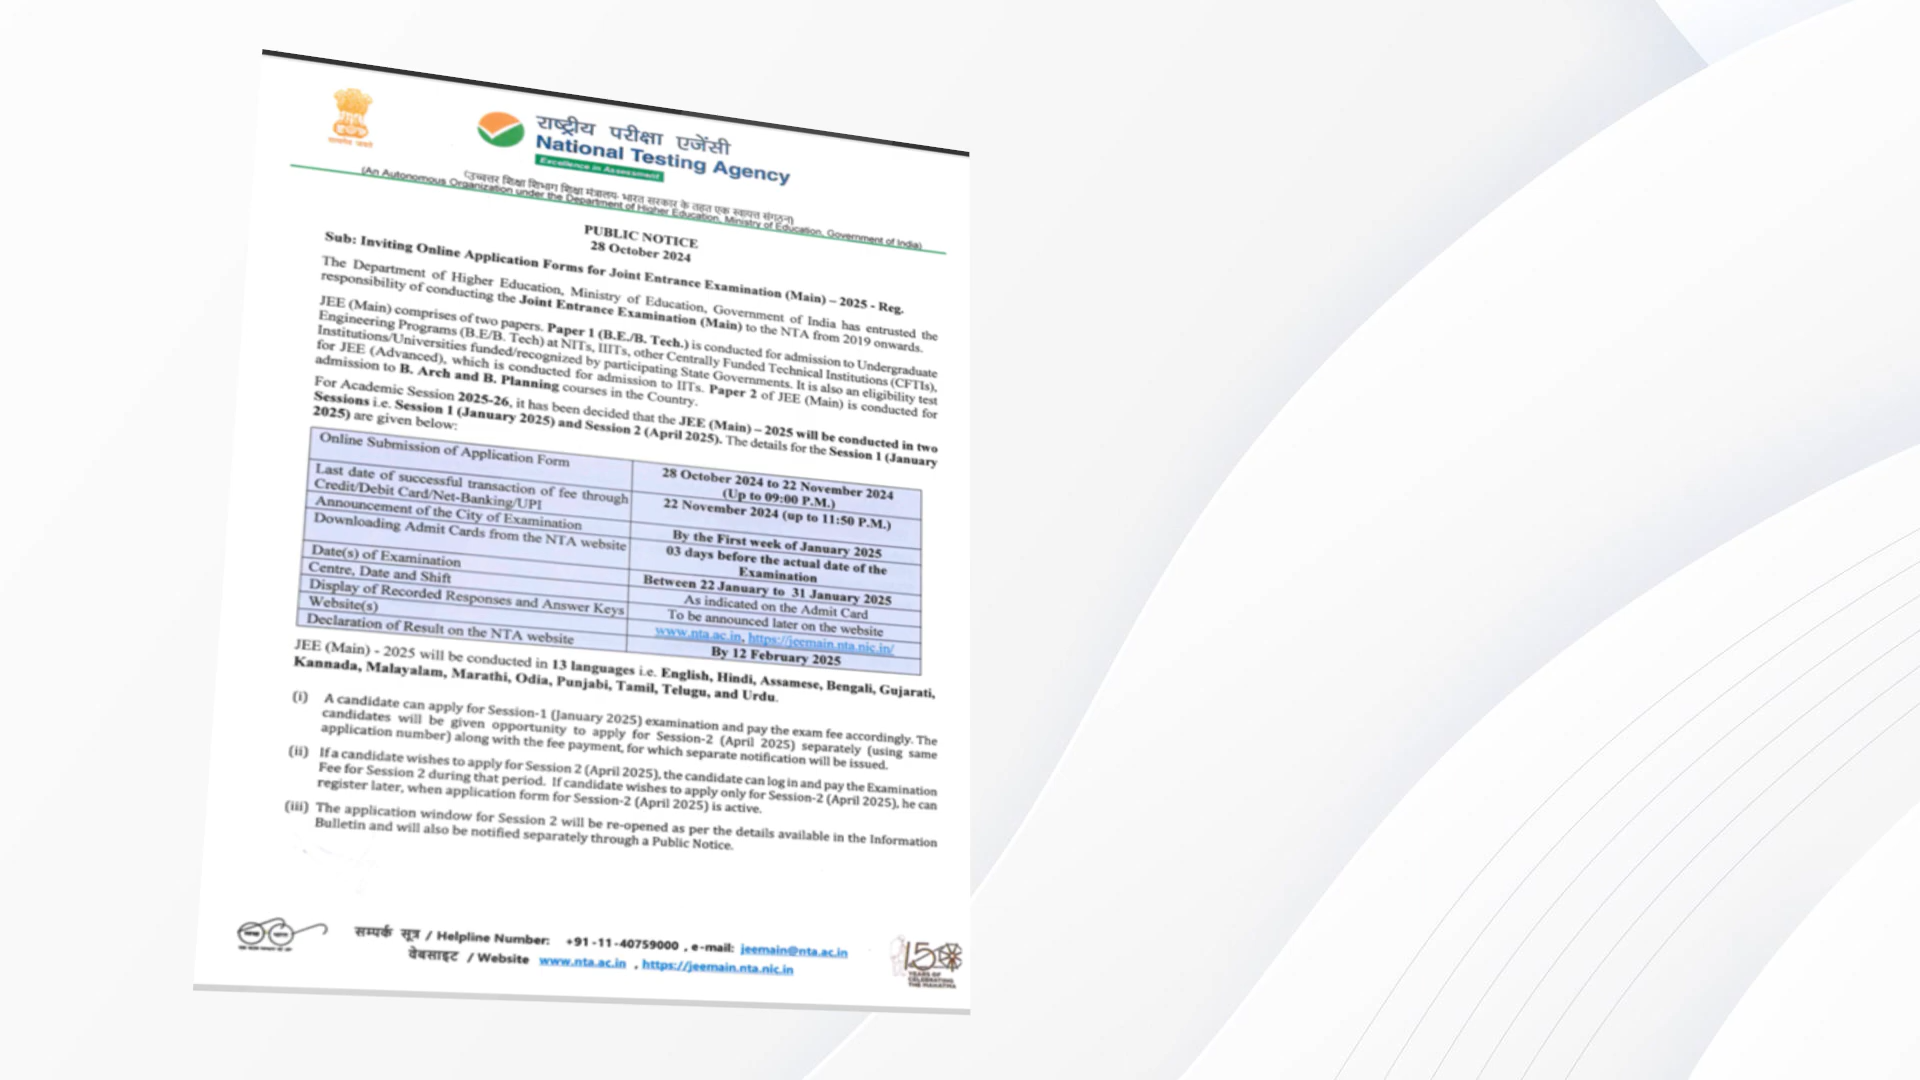 राष्ट्रीय परीक्षा एजेंसी
National Testing Agency
Excellence in Assessment
(उच्चतर शिक्षा विभाग शिक्षा मंत्रालय- भारत सरकार के तहत एक स्वायत्त संगठन)
(An Autonomous Organization under the Department of Higher Education, Ministry of Education, Government of India)
PUBLIC NOTICE
28 October 2024
Sub: Inviting Online Application Forms for Joint Entrance Examination (Main) – 2025 - Reg.
The Department of Higher Education, Ministry of Education, Government of India has entrusted the
responsibility of conducting the Joint Entrance Examination (Main) to the NTA from 2019 onwards.
JEE (Main) comprises of two papers. Paper 1 (B.E./B. Tech.) is conducted for admission to Undergraduate
Engineering Programs (B.E/B. Tech) at NITs, IIITs, other Centrally Funded Technical Institutions (CFTIs),
Institutions/Universities funded/recognized by participating State Governments. It is also an eligibility test
for JEE (Advanced), which is conducted for admission to IITs. Paper 2 of JEE (Main) is conducted for
admission to B. Arch and B. Planning courses in the Country.
For Academic Session 2025-26, it has been decided that the JEE (Main) – 2025 will be conducted in two
Sessions i.e. Session 1 (January 2025) and Session 2 (April 2025). The details for the Session 1 (January
2025) are given below:
Online Submission of Application Form
28 October 2024 to 22 November 2024
(Up to 09:00 P.M.)
Last date of successful transaction of fee through
Credit/Debit Card/Net-Banking/UPI
22 November 2024 (up to 11:50 P.M.)
Announcement of the City of Examination
By the First week of January 2025
Downloading Admit Cards from the NTA website
03 days before the actual date of the
Examination
Date(s) of Examination
Between 22 January to 31 January 2025
Centre, Date and Shift
As indicated on the Admit Card
Display of Recorded Responses and Answer Keys
To be announced later on the website
Website(s)
www.nta.ac.in, https://jeemain.nta.nic.in/
Declaration of Result on the NTA website
By 12 February 2025
JEE (Main) - 2025 will be conducted in 13 languages i.e. English, Hindi, Assamese, Bengali, Gujarati,
Kannada, Malayalam, Marathi, Odia, Punjabi, Tamil, Telugu, and Urdu.
(i) A candidate can apply for Session-1 (January 2025) examination and pay the exam fee accordingly. The
candidates will be given opportunity to apply for Session-2 (April 2025) separately (using same
application number) along with the fee payment, for which separate notification will be issued.
(ii) If a candidate wishes to apply for Session 2 (April 2025), the candidate can log in and pay the Examination
Fee for Session 2 during that period. If candidate wishes to apply only for Session-2 (April 2025), he can
register later, when application form for Session-2 (April 2025) is active.
(iii) The application window for Session 2 will be re-opened as per the details available in the Information
Bulletin and will also be notified separately through a Public Notice.
सम्पर्क सूत्र / Helpline Number: +91-11-40759000 , e-mail: jeemain@nta.ac.in
वेबसाइट / Website www.nta.ac.in , https://jeemain.nta.nic.in
150
YEARS OF
CELEBRATING
THE MAHATMA